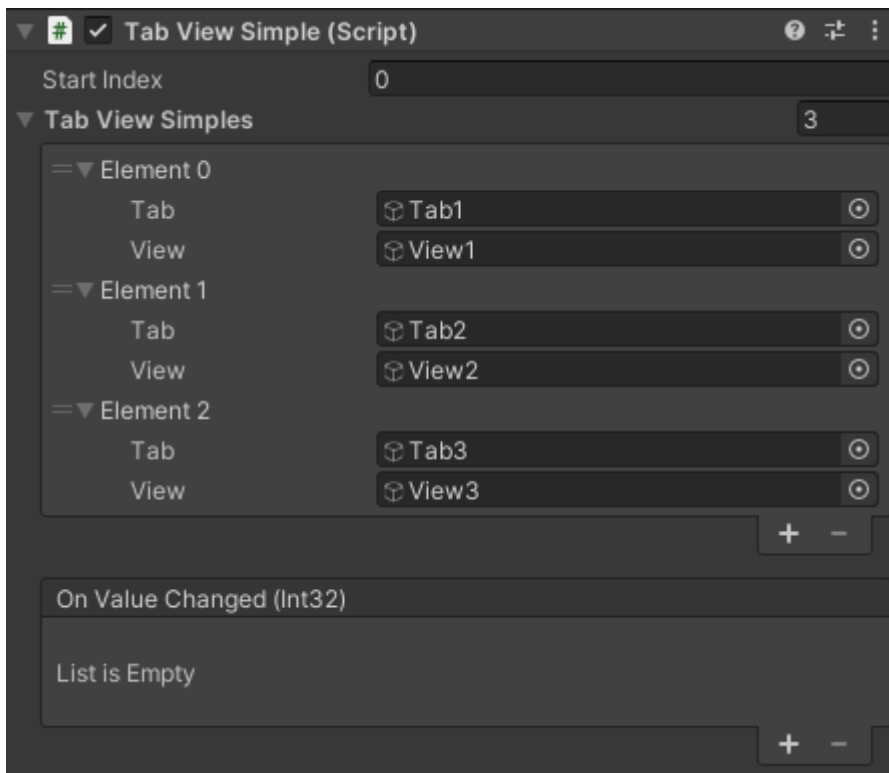 Tab View Simple (Script)
Start Index 0
Tab View Simples 3
Element 0
Tab Tab1
View View1
Element 1
Tab Tab2
View View2
Element 2
Tab Tab3
View View3
+ −
On Value Changed (Int32)
List is Empty
+ −